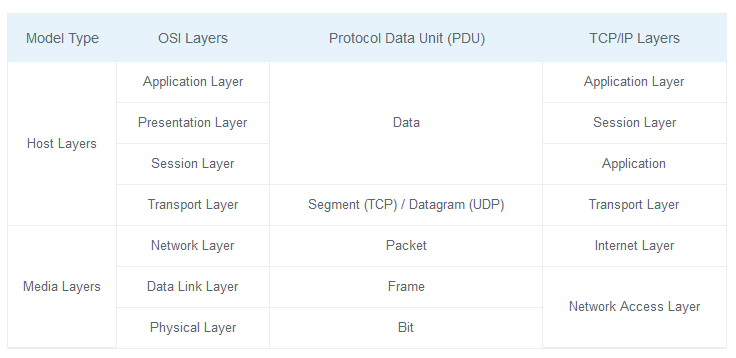 Model Type OSI Layers Protocol Data Unit (PDU) TCP/IP Layers
Application Layer Application Layer
Presentation Layer Data Session Layer
Host Layers
Session Layer Application
Transport Layer Segment (TCP) / Datagram (UDP) Transport Layer
Network Layer Packet Internet Layer
Media Layers Data Link Layer Frame
Network Access Layer
Physical Layer Bit